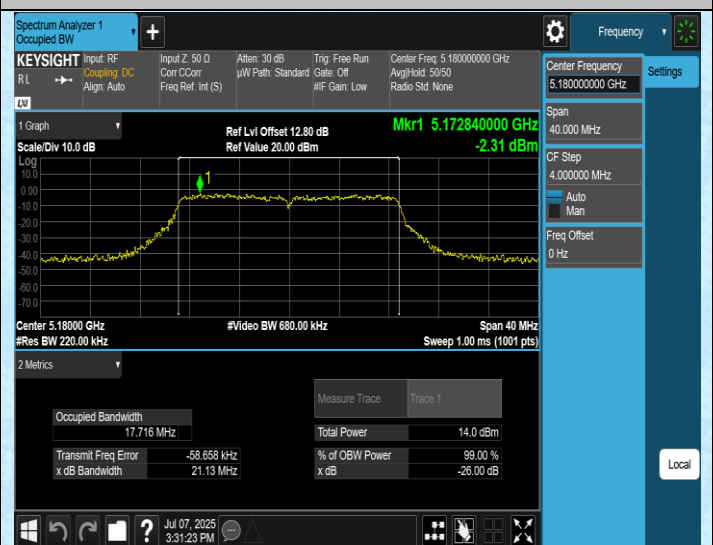 Spectrum Analyzer 1
Occupied BW
+
Frequency
KEYSIGHT
RL
LXI
Input: RF
Coupling: DC
Align: Auto
Input Z: 50 Ω
Corr CCorr
Freq Ref: Int (S)
Atten: 30 dB
µW Path: Standard
Trig: Free Run
Gate: Off
#IF Gain: Low
Center Freq: 5.180000000 GHz
Avg|Hold: 50/50
Radio Std: None
Center Frequency
5.180000000 GHz
Settings
Span
40.000 MHz
CF Step
4.000000 MHz
Auto
Man
Freq Offset
0 Hz
1 Graph
Scale/Div 10.0 dB
Ref Lvl Offset 12.80 dB
Ref Value 20.00 dBm
Mkr1 5.172840000 GHz
-2.31 dBm
Log
10.0
0.00
-10.0
-20.0
-30.0
-40.0
-50.0
-60.0
-70.0
1
Center 5.18000 GHz
#Video BW 680.00 kHz
Span 40 MHz
#Res BW 220.00 kHz
Sweep 1.00 ms (1001 pts)
2 Metrics
Measure Trace
Trace 1
Occupied Bandwidth
17.716 MHz
Total Power
14.0 dBm
Transmit Freq Error
-58.658 kHz
% of OBW Power
99.00 %
x dB Bandwidth
21.13 MHz
x dB
-26.00 dB
Local
?
Jul 07, 2025
3:31:23 PM